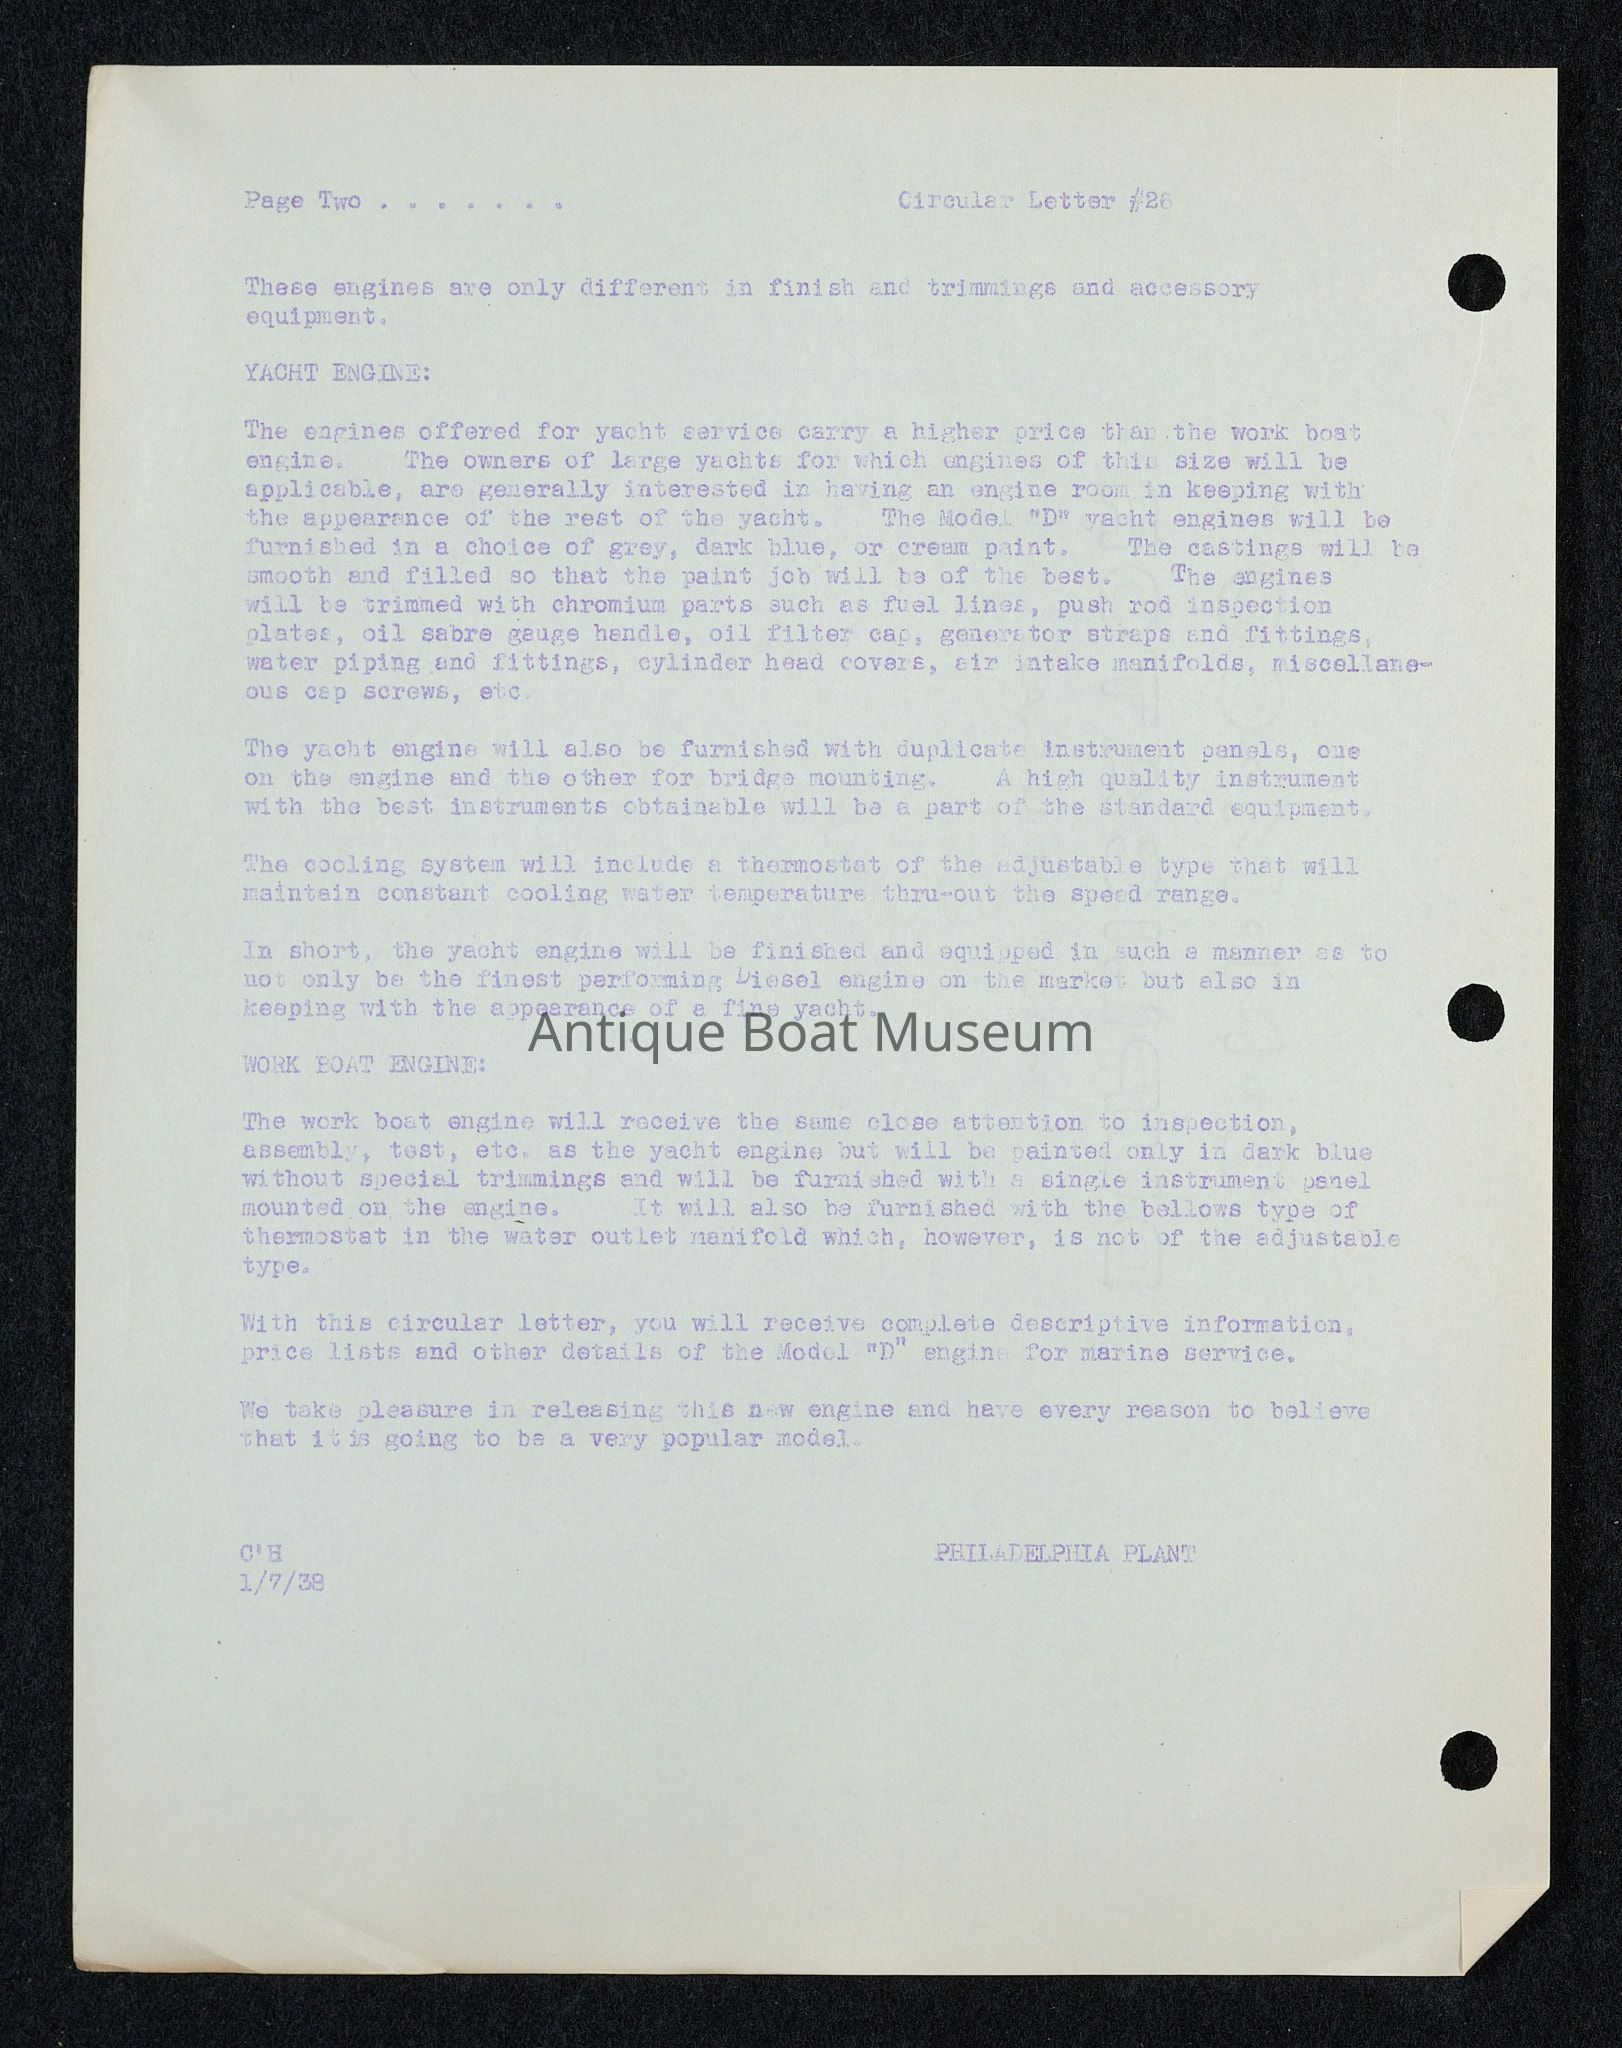 Page Two . . . . . . . .
Circular Letter #26
These engines are only different in finish and trimmings and accessory
equipment.
YACHT ENGINE:
The engines offered for yacht service carry a higher price than the work boat
engine. The owners of large yachts for which engines of this size will be
applicable, are generally interested in having an engine room in keeping with
the appearance of the rest of the yacht. The Model "D" yacht engines will be
furnished in a choice of grey, dark blue, or cream paint. The castings will be
smooth and filled so that the paint job will be of the best. The engines
will be trimmed with chromium parts such as fuel lines, push rod inspection
plates, oil sabre gauge handle, oil filter cap, generator straps and fittings,
water piping and fittings, cylinder head covers, air intake manifolds, miscellane-
ous cap screws, etc.
The yacht engine will also be furnished with duplicate instrument panels, one
on the engine and the other for bridge mounting. A high quality instrument
with the best instruments obtainable will be a part of the standard equipment.
The cooling system will include a thermostat of the adjustable type that will
maintain constant cooling water temperature thru-out the speed range.
In short, the yacht engine will be finished and equipped in such a manner as to
not only be the finest performing Diesel engine on the market but also in
keeping with the appearance of a fine yacht.
Antique Boat Museum
WORK BOAT ENGINE:
The work boat engine will receive the same close attention to inspection,
assembly, test, etc. as the yacht engine but will be painted only in dark blue
without special trimmings and will be furnished with a single instrument panel
mounted on the engine. It will also be furnished with the bellows type of
thermostat in the water outlet manifold which, however, is not of the adjustable
type.
With this circular letter, you will receive complete descriptive information,
price lists and other details of the Model "D" engine for marine service.
We take pleasure in releasing this new engine and have every reason to believe
that it is going to be a very popular model.
C'H
PHILADELPHIA PLANT
1/7/38